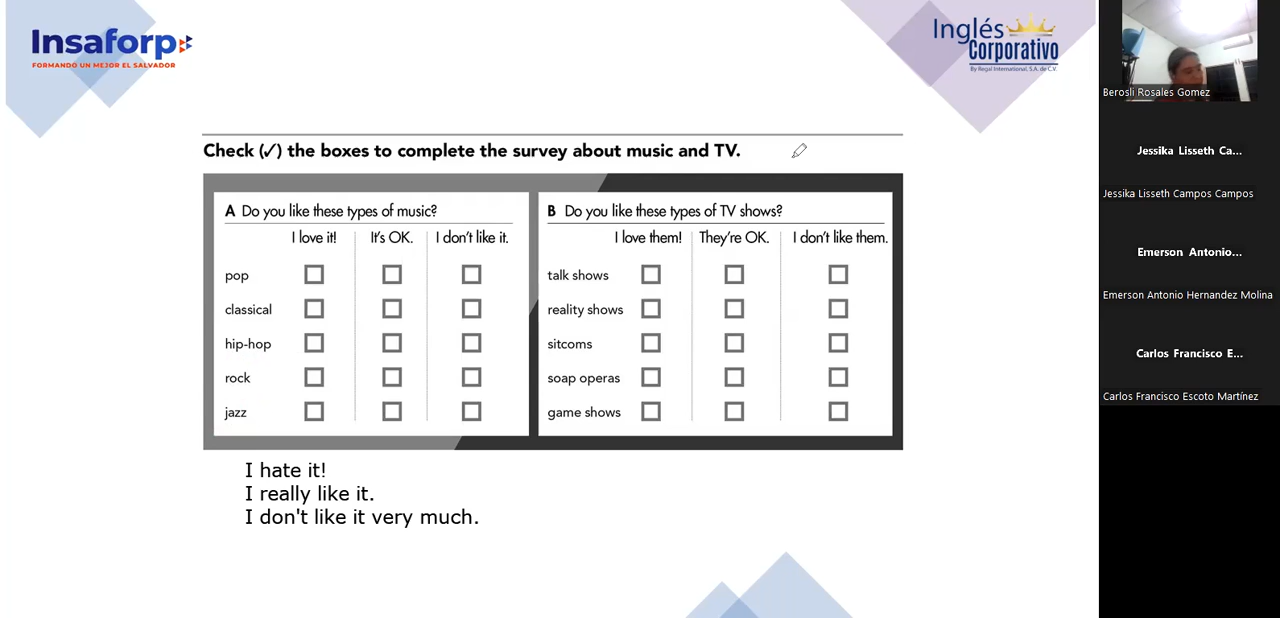 Insaforp
FORMANDO UN MEJOR EL SALVADOR
Inglés
Corporativo
By Regal International, S.A. de C.V.
Check (✓) the boxes to complete the survey about music and TV.
A Do you like these types of music?
I love it! It's OK. I don't like it.
pop
classical
hip-hop
rock
jazz
B Do you like these types of TV shows?
I love them! They're OK. I don't like them.
talk shows
reality shows
sitcoms
soap operas
game shows
I hate it!
I really like it.
I don't like it very much.
Berosli Rosales Gomez
Jessika Lisseth Ca...
Jessika Lisseth Campos Campos
Emerson Antonio...
Emerson Antonio Hernandez Molina
Carlos Francisco E...
Carlos Francisco Escoto Martínez